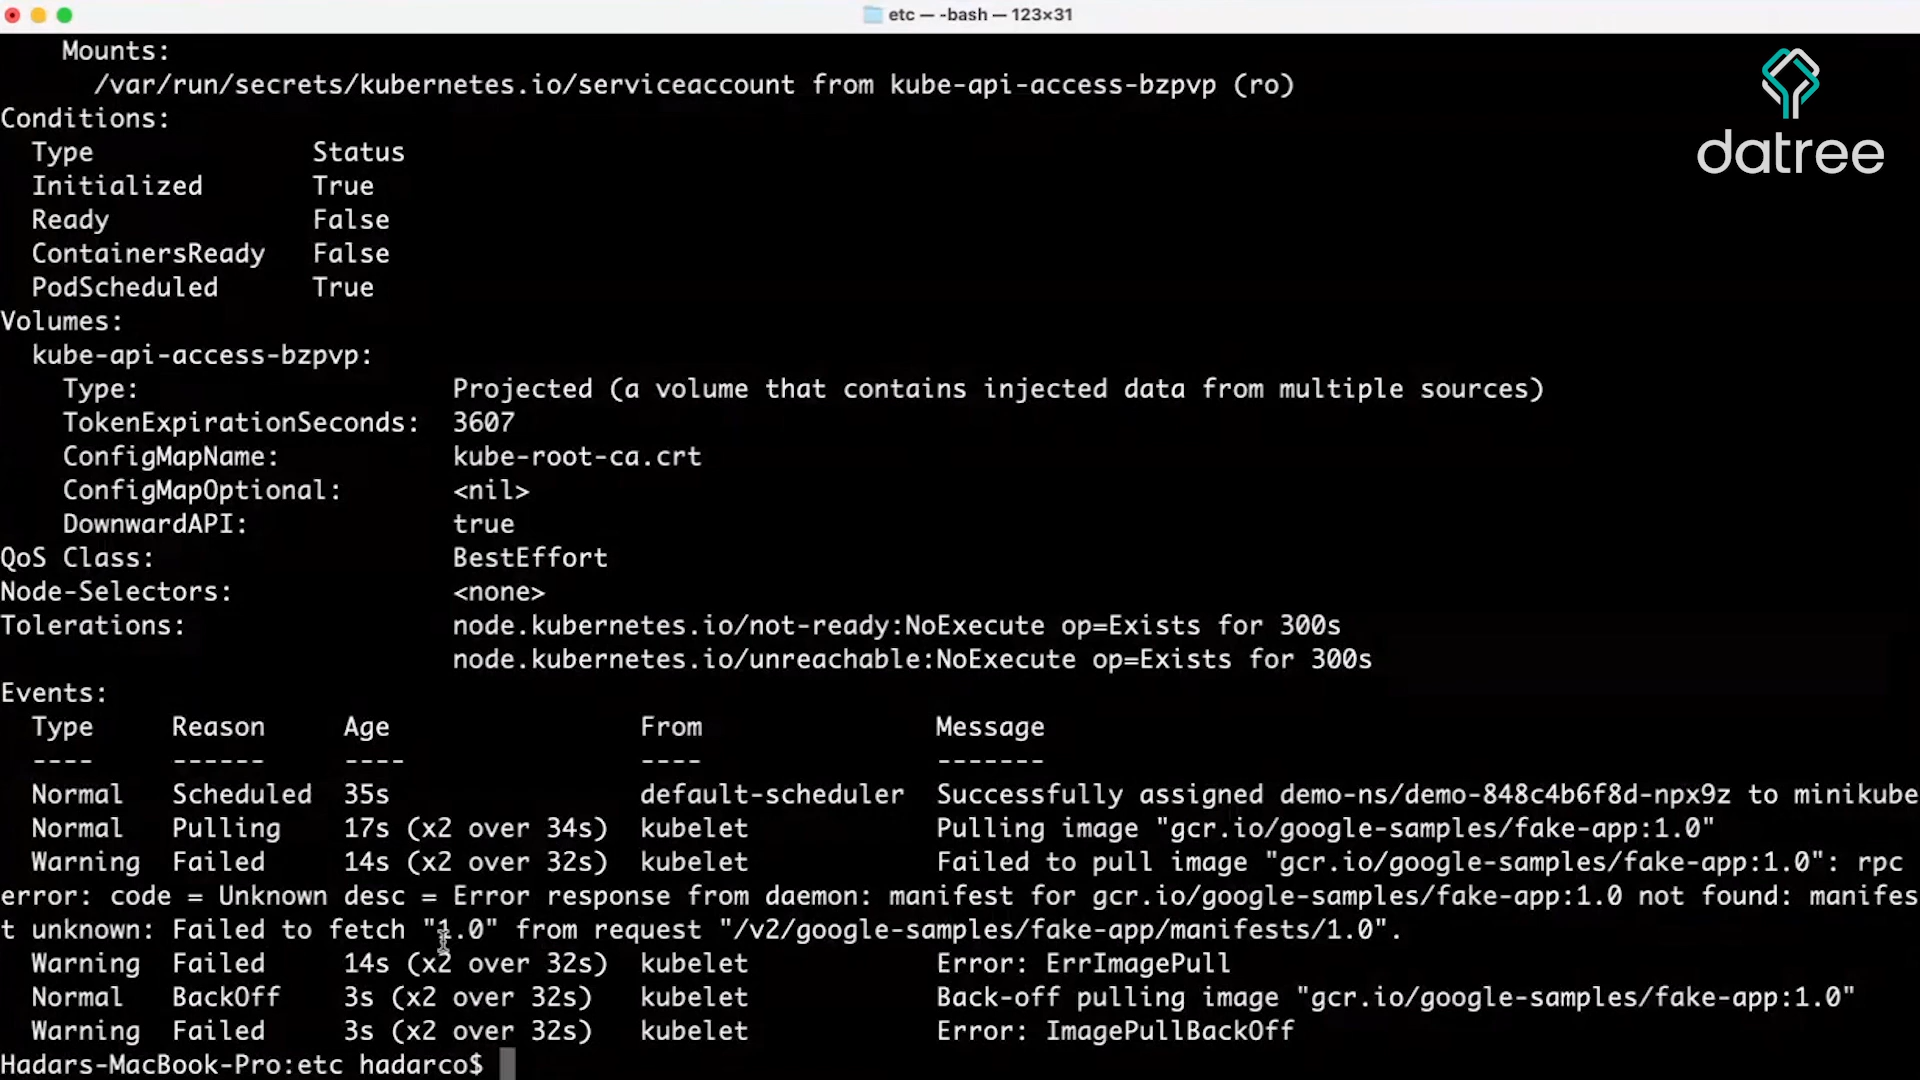 etc — -bash — 123×31
Mounts:
/var/run/secrets/kubernetes.io/serviceaccount from kube-api-access-bzpvp (ro)
datree
Conditions:
Type Status
Initialized True
Ready False
ContainersReady False
PodScheduled True
Volumes:
kube-api-access-bzpvp:
Type: Projected (a volume that contains injected data from multiple sources)
TokenExpirationSeconds: 3607
ConfigMapName: kube-root-ca.crt
ConfigMapOptional: <nil>
DownwardAPI: true
QoS Class: BestEffort
Node-Selectors: <none>
Tolerations: node.kubernetes.io/not-ready:NoExecute op=Exists for 300s
node.kubernetes.io/unreachable:NoExecute op=Exists for 300s
Events:
Type Reason Age From Message
---- ------ ---- ---- -------
Normal Scheduled 35s default-scheduler Successfully assigned demo-ns/demo-848c4b6f8d-npx9z to minikube
Normal Pulling 17s (x2 over 34s) kubelet Pulling image "gcr.io/google-samples/fake-app:1.0"
Warning Failed 14s (x2 over 32s) kubelet Failed to pull image "gcr.io/google-samples/fake-app:1.0": rpc
error: code = Unknown desc = Error response from daemon: manifest for gcr.io/google-samples/fake-app:1.0 not found: manifes
t unknown: Failed to fetch "1.0" from request "/v2/google-samples/fake-app/manifests/1.0".
Warning Failed 14s (x2 over 32s) kubelet Error: ErrImagePull
Normal BackOff 3s (x2 over 32s) kubelet Back-off pulling image "gcr.io/google-samples/fake-app:1.0"
Warning Failed 3s (x2 over 32s) kubelet Error: ImagePullBackOff
Hadars-MacBook-Pro:etc hadarco$